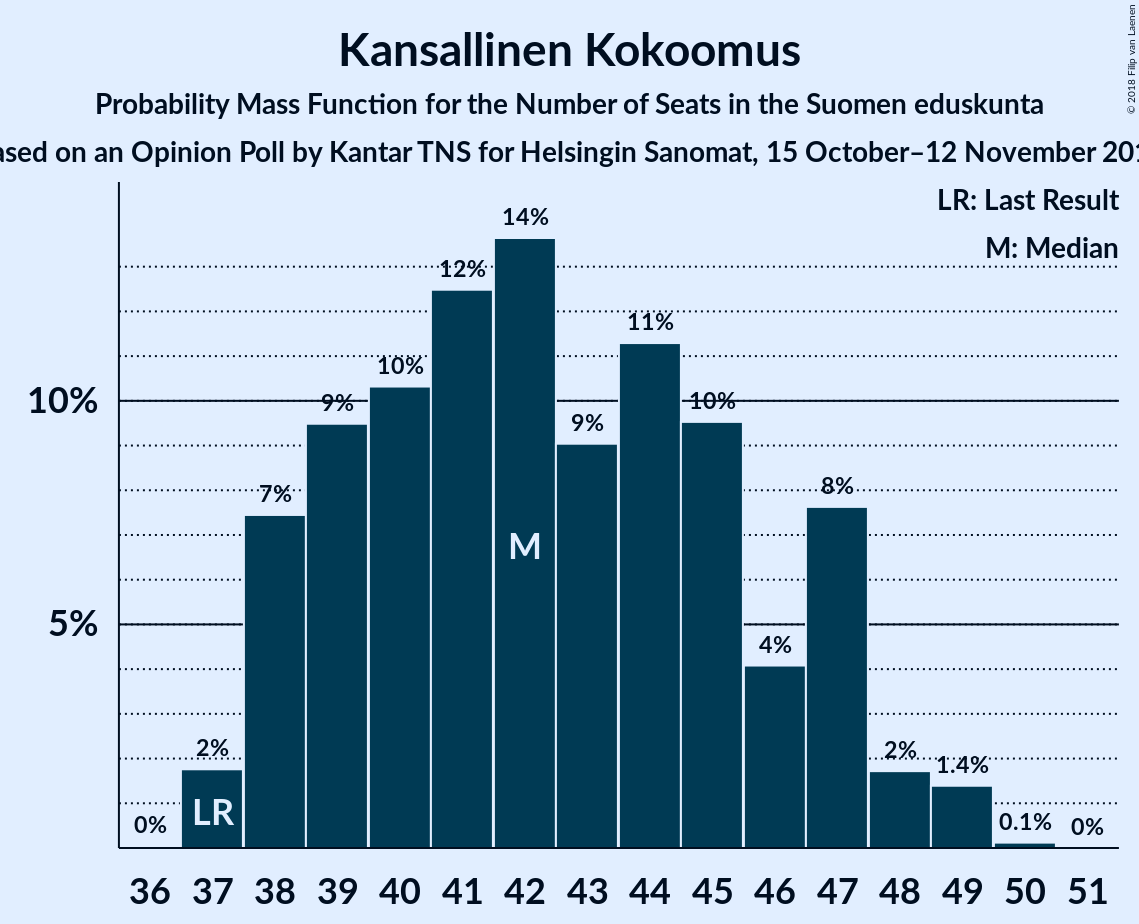 Kansallinen Kokoomus
Probability Mass Function for the Number of Seats in the Suomen eduskunta
ased on an Opinion Poll by Kantar TNS for Helsingin Sanomat, 15 October–12 November 201
© 2018 Filip van Laenen
LR: Last Result
M: Median
14%
12%
11%
10%
10%
9%
10%
9%
8%
7%
M
5%
4%
2%
2%
1.4%
LR
0%
0.1%
0%
10%
36 37 38 39 40 41 42 43 44 45 46 47 48 49 50 51